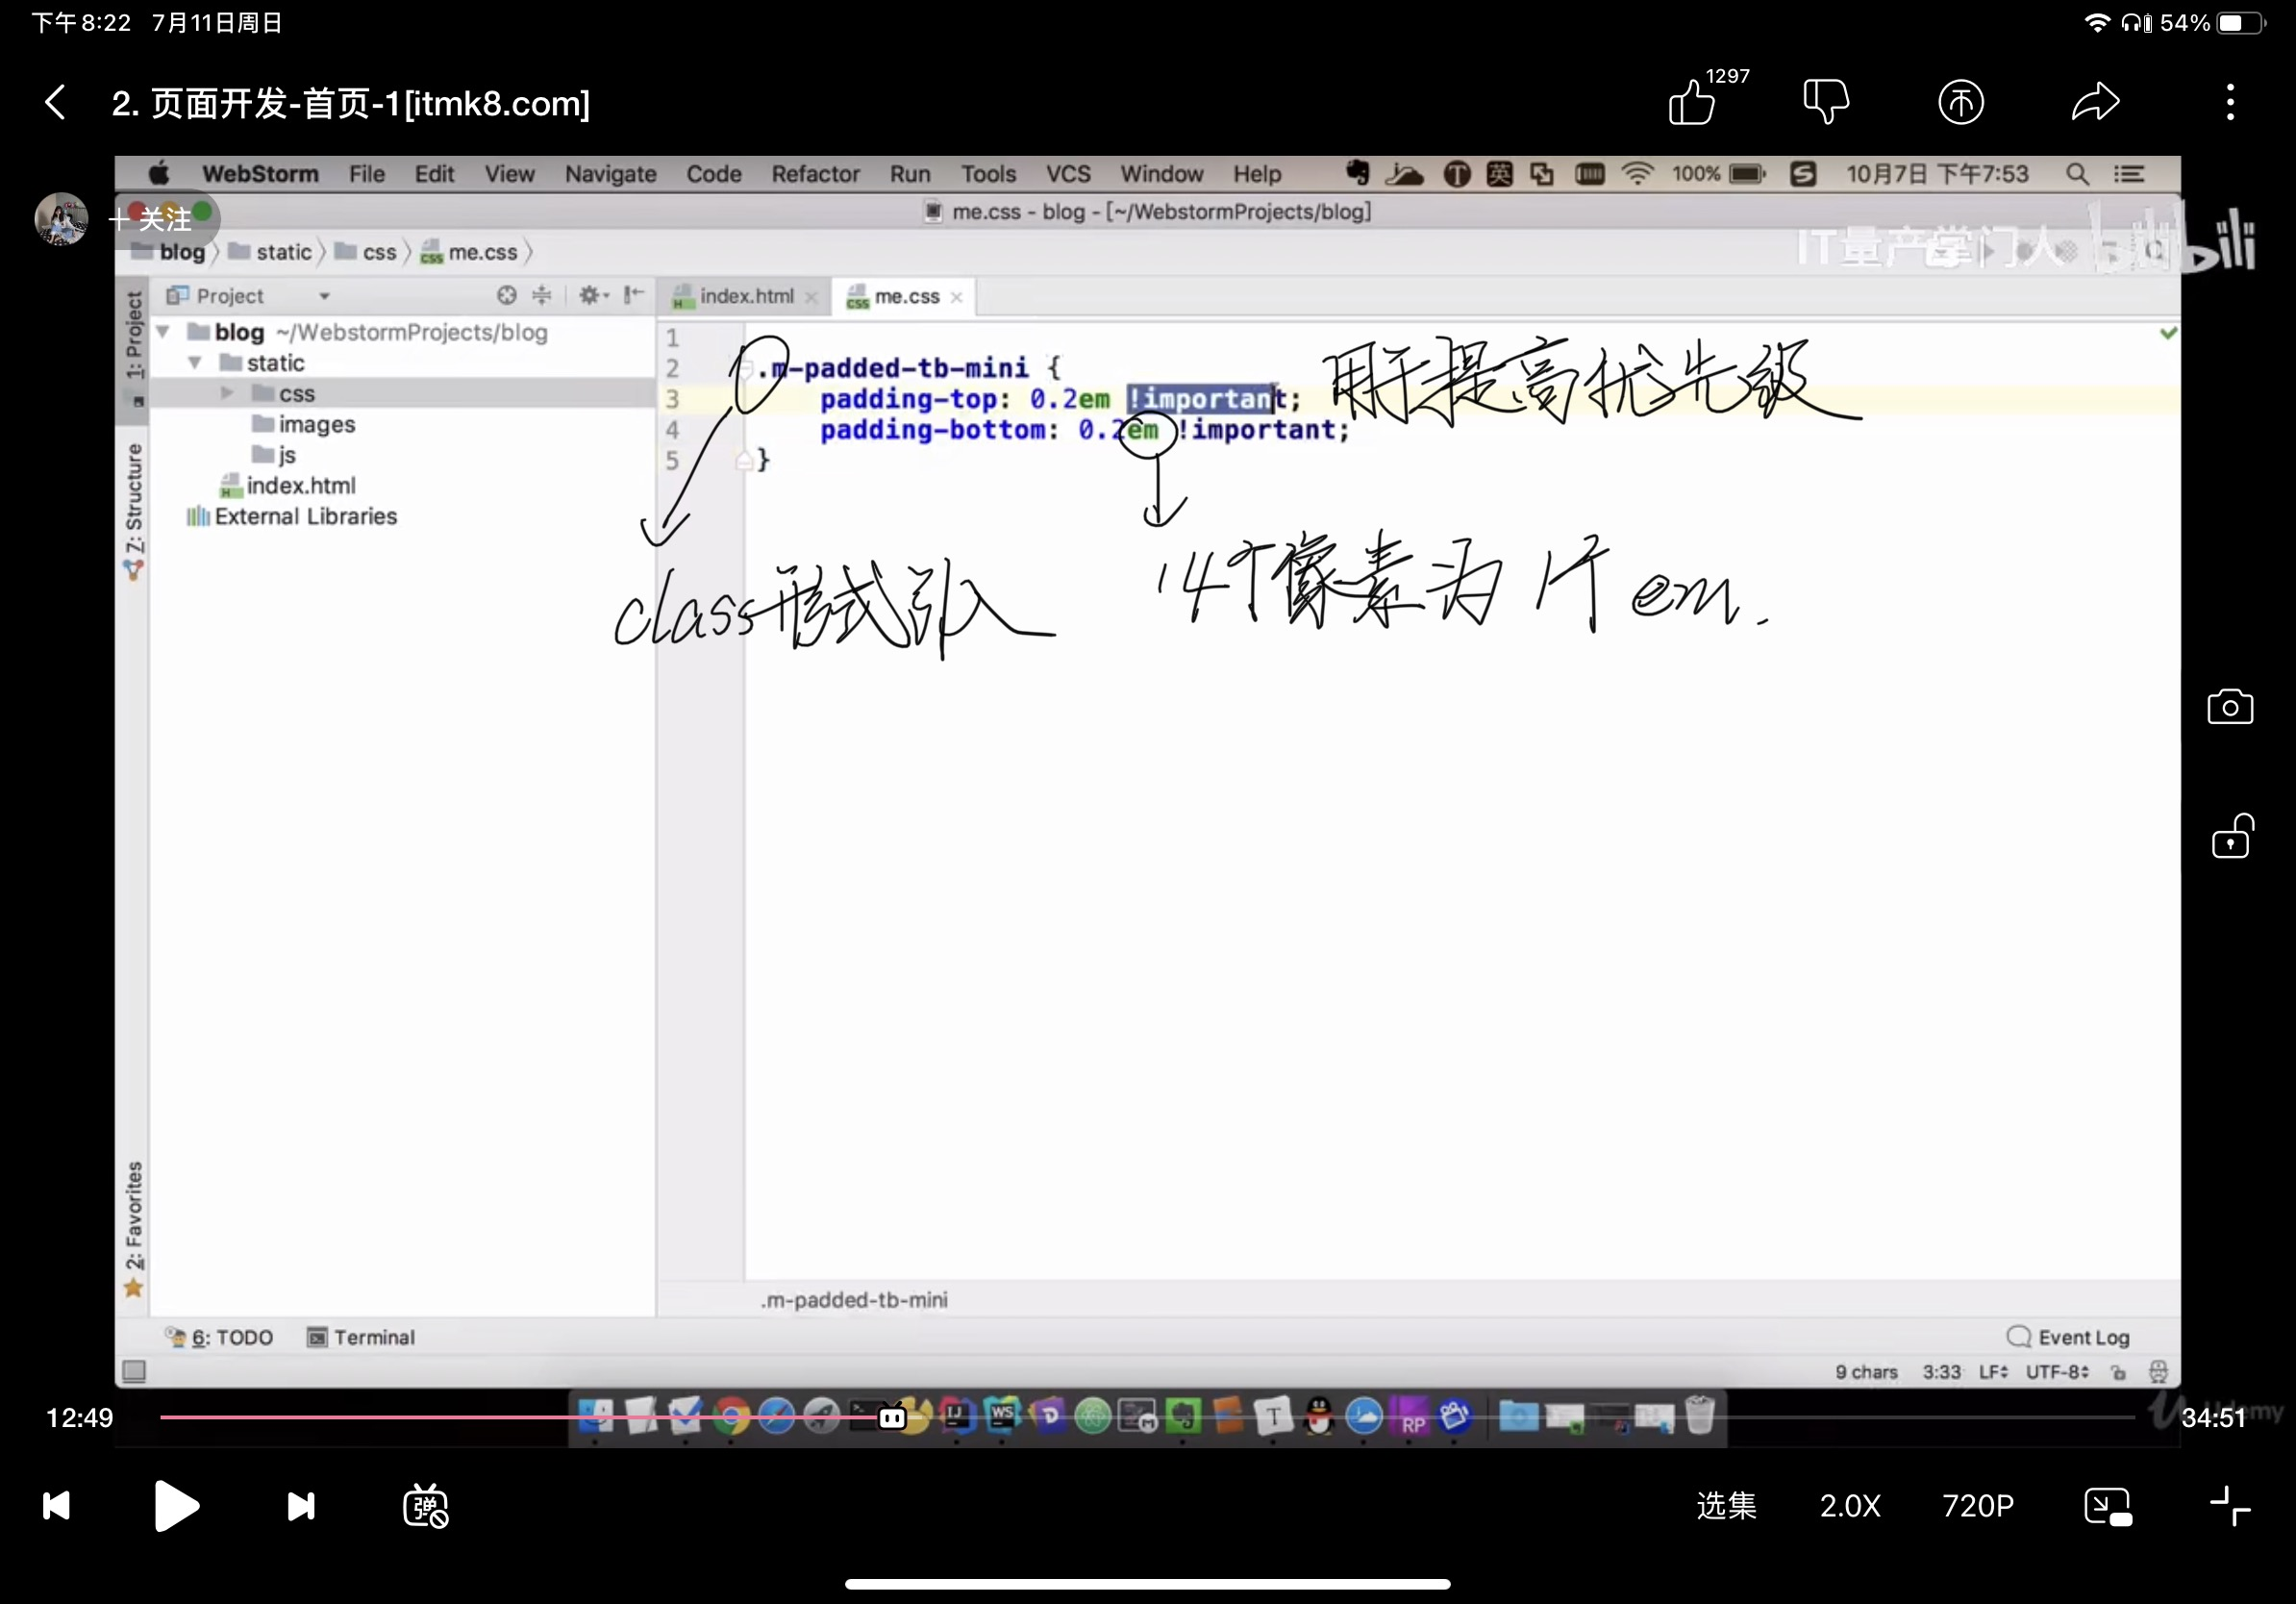 下午8:22 7月11日周日
54%
2. 页面开发-首页-1[itmk8.com]
1297
WebStorm File Edit View Navigate Code Refactor Run Tools VCS Window Help
英 100% 10月7日 下午7:53
+ 关注
me.css - blog - [~/WebstormProjects/blog]
IT量产掌门人 bilibili
blog static css me.css
Project
index.html me.css
1: Project
blog ~/WebstormProjects/blog
static
css
images
js
index.html
External Libraries
Z: Structure
2: Favorites
1
2 .m-padded-tb-mini {
3 padding-top: 0.2em !important;
4 padding-bottom: 0.2em !important;
5 }
用于提高优先级
class形式引入
14个像素为1个em.
.m-padded-tb-mini
6: TODO Terminal Event Log
9 chars 3:33 LF UTF-8
12:49 34:51
Udemy
弹 选集 2.0X 720P